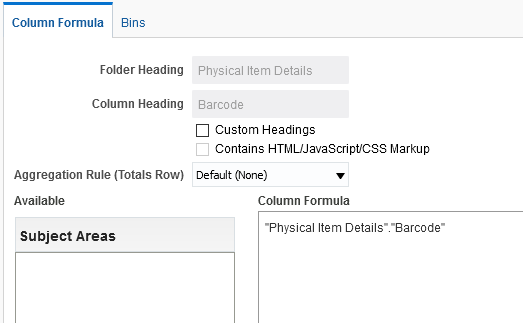 Column Formula Bins
Folder Heading Physical Item Details
Column Heading Barcode
Custom Headings
Contains HTML/JavaScript/CSS Markup
Aggregation Rule (Totals Row) Default (None)
Available Column Formula
Subject Areas
"Physical Item Details"."Barcode"